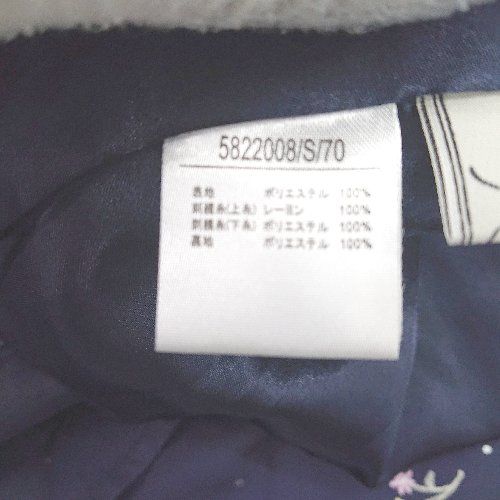 5822008/S/70
表地 ポリエステル 100%
刺繍糸(上糸) レーヨン 100%
刺繍糸(下糸) ポリエステル 100%
裏地 ポリエステル 100%